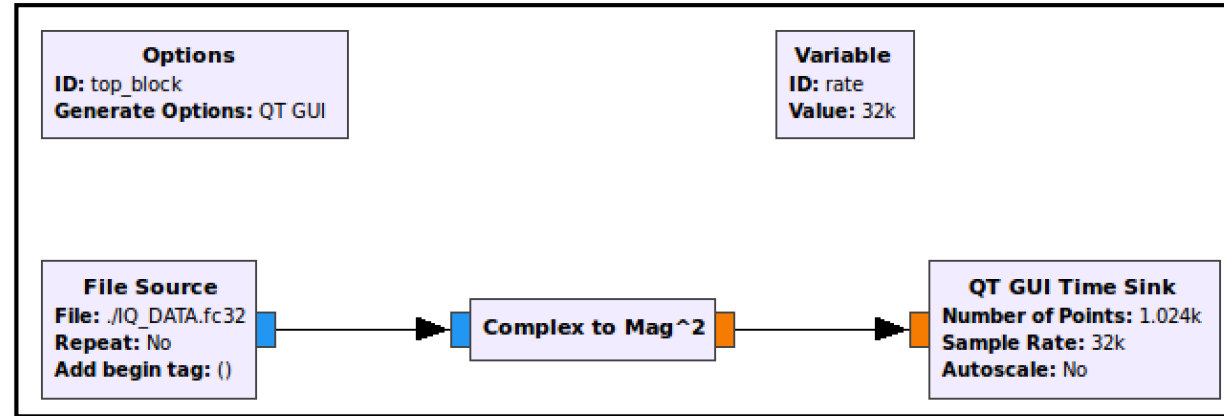 Options
ID: top_block
Generate Options: QT GUI
Variable
ID: rate
Value: 32k
File Source
File: ./IQ_DATA.fc32
Repeat: No
Add begin tag: ()
Complex to Mag^2
QT GUI Time Sink
Number of Points: 1.024k
Sample Rate: 32k
Autoscale: No